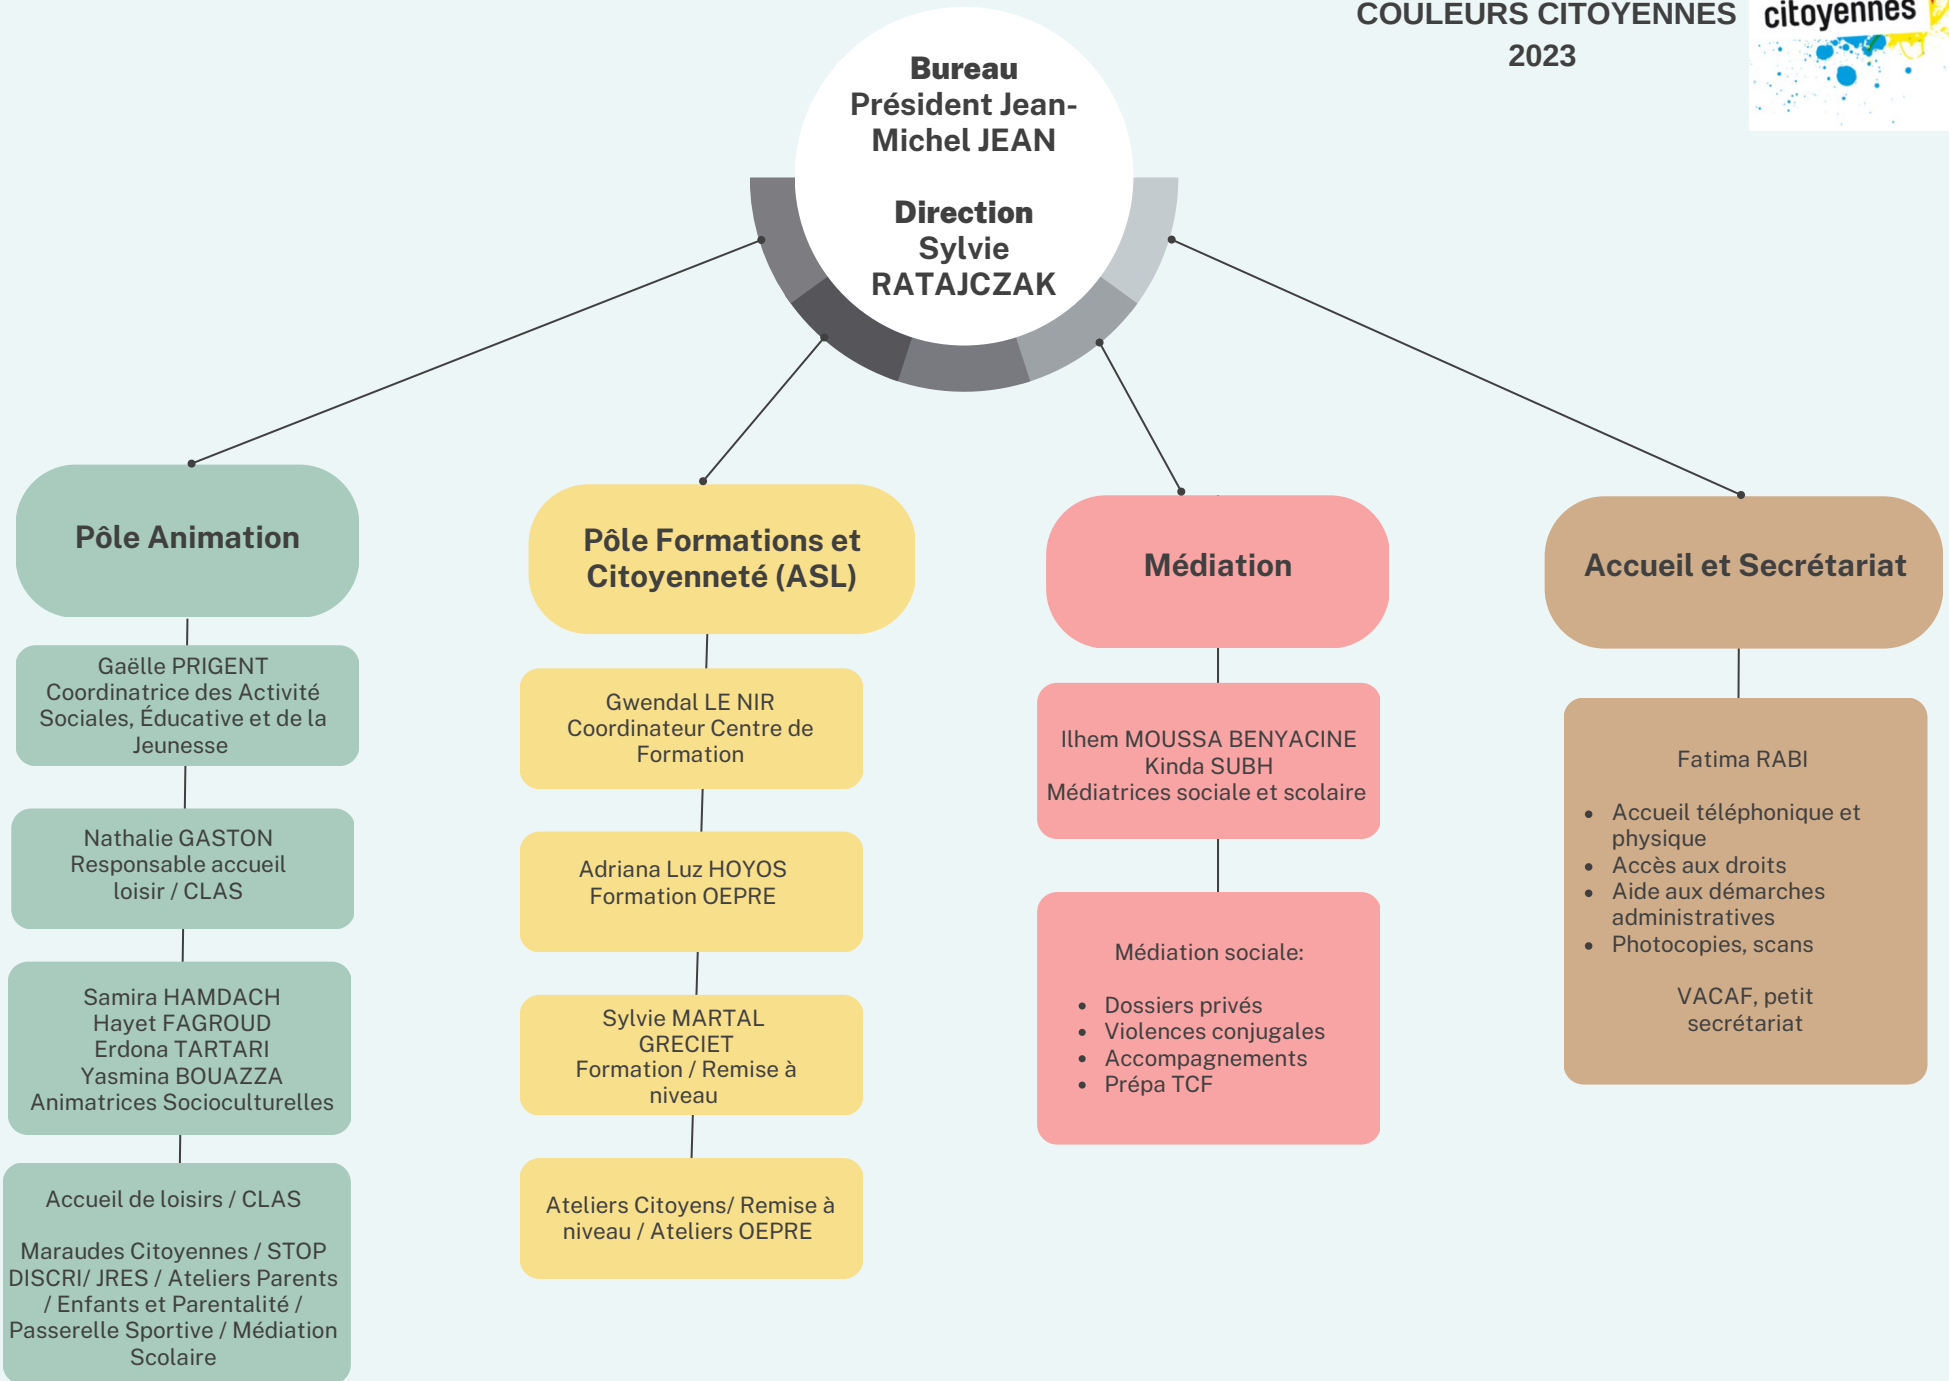 COULEURS CITOYENNES
2023
citoyennes
Bureau
Président Jean-
Michel JEAN
Direction
Sylvie
RATAJCZAK
Pôle Animation
Gaëlle PRIGENT
Coordinatrice des Activité
Sociales, Éducative et de la
Jeunesse
Nathalie GASTON
Responsable accueil
loisir / CLAS
Samira HAMDACH
Hayet FAGROUD
Erdona TARTARI
Yasmina BOUAZZA
Animatrices Socioculturelles
Accueil de loisirs / CLAS
Maraudes Citoyennes / STOP
DISCRI/ JRES / Ateliers Parents
/ Enfants et Parentalité /
Passerelle Sportive / Médiation
Scolaire
Pôle Formations et
Citoyenneté (ASL)
Gwendal LE NIR
Coordinateur Centre de
Formation
Adriana Luz HOYOS
Formation OEPRE
Sylvie MARTAL
GRECIET
Formation / Remise à
niveau
Ateliers Citoyens/ Remise à
niveau / Ateliers OEPRE
Médiation
Ilhem MOUSSA BENYACINE
Kinda SUBH
Médiatrices sociale et scolaire
Médiation sociale:
• Dossiers privés
• Violences conjugales
• Accompagnements
• Prépa TCF
Accueil et Secrétariat
Fatima RABI
• Accueil téléphonique et
physique
• Accès aux droits
• Aide aux démarches
administratives
• Photocopies, scans
VACAF, petit
secrétariat